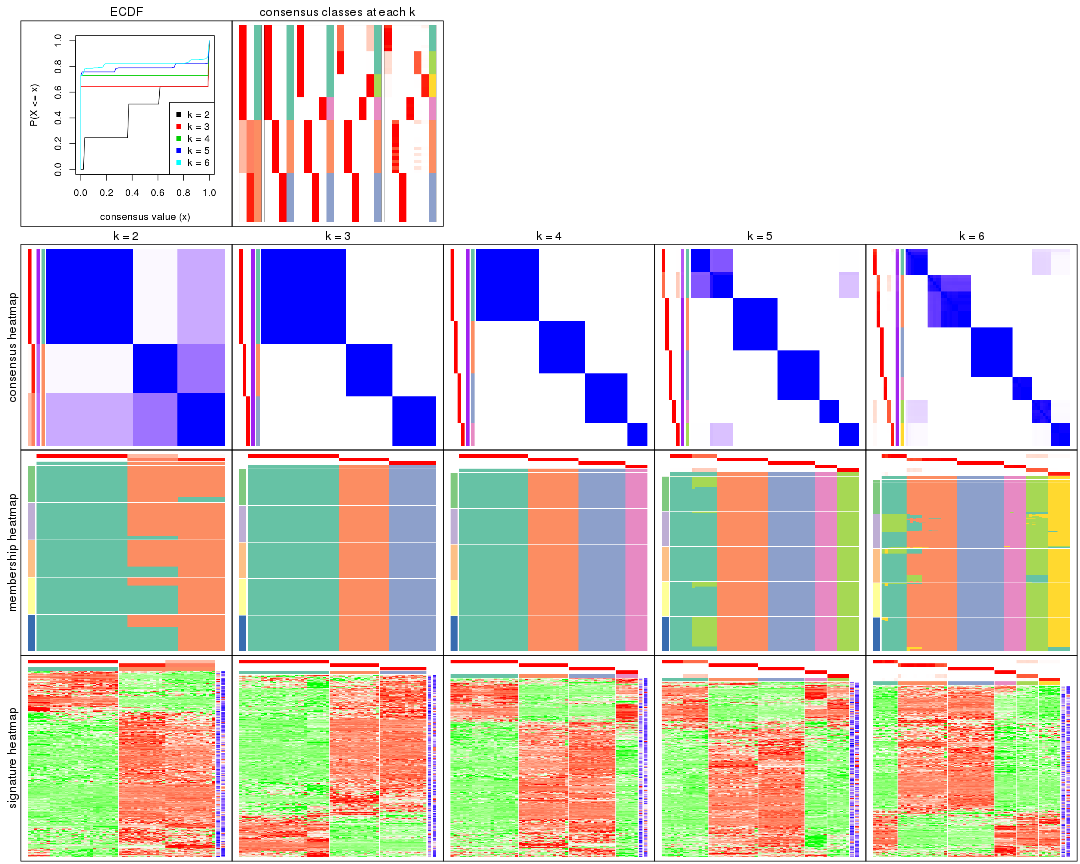 ECDF
consensus classes at each k
P(X <= x)
1.0
0.8
0.6
0.4
0.2
0.0
k = 2
k = 3
k = 4
k = 5
k = 6
0.0 0.2 0.4 0.6 0.8 1.0
consensus value (x)
k = 2
k = 3
k = 4
k = 5
k = 6
consensus heatmap
membership heatmap
signature heatmap